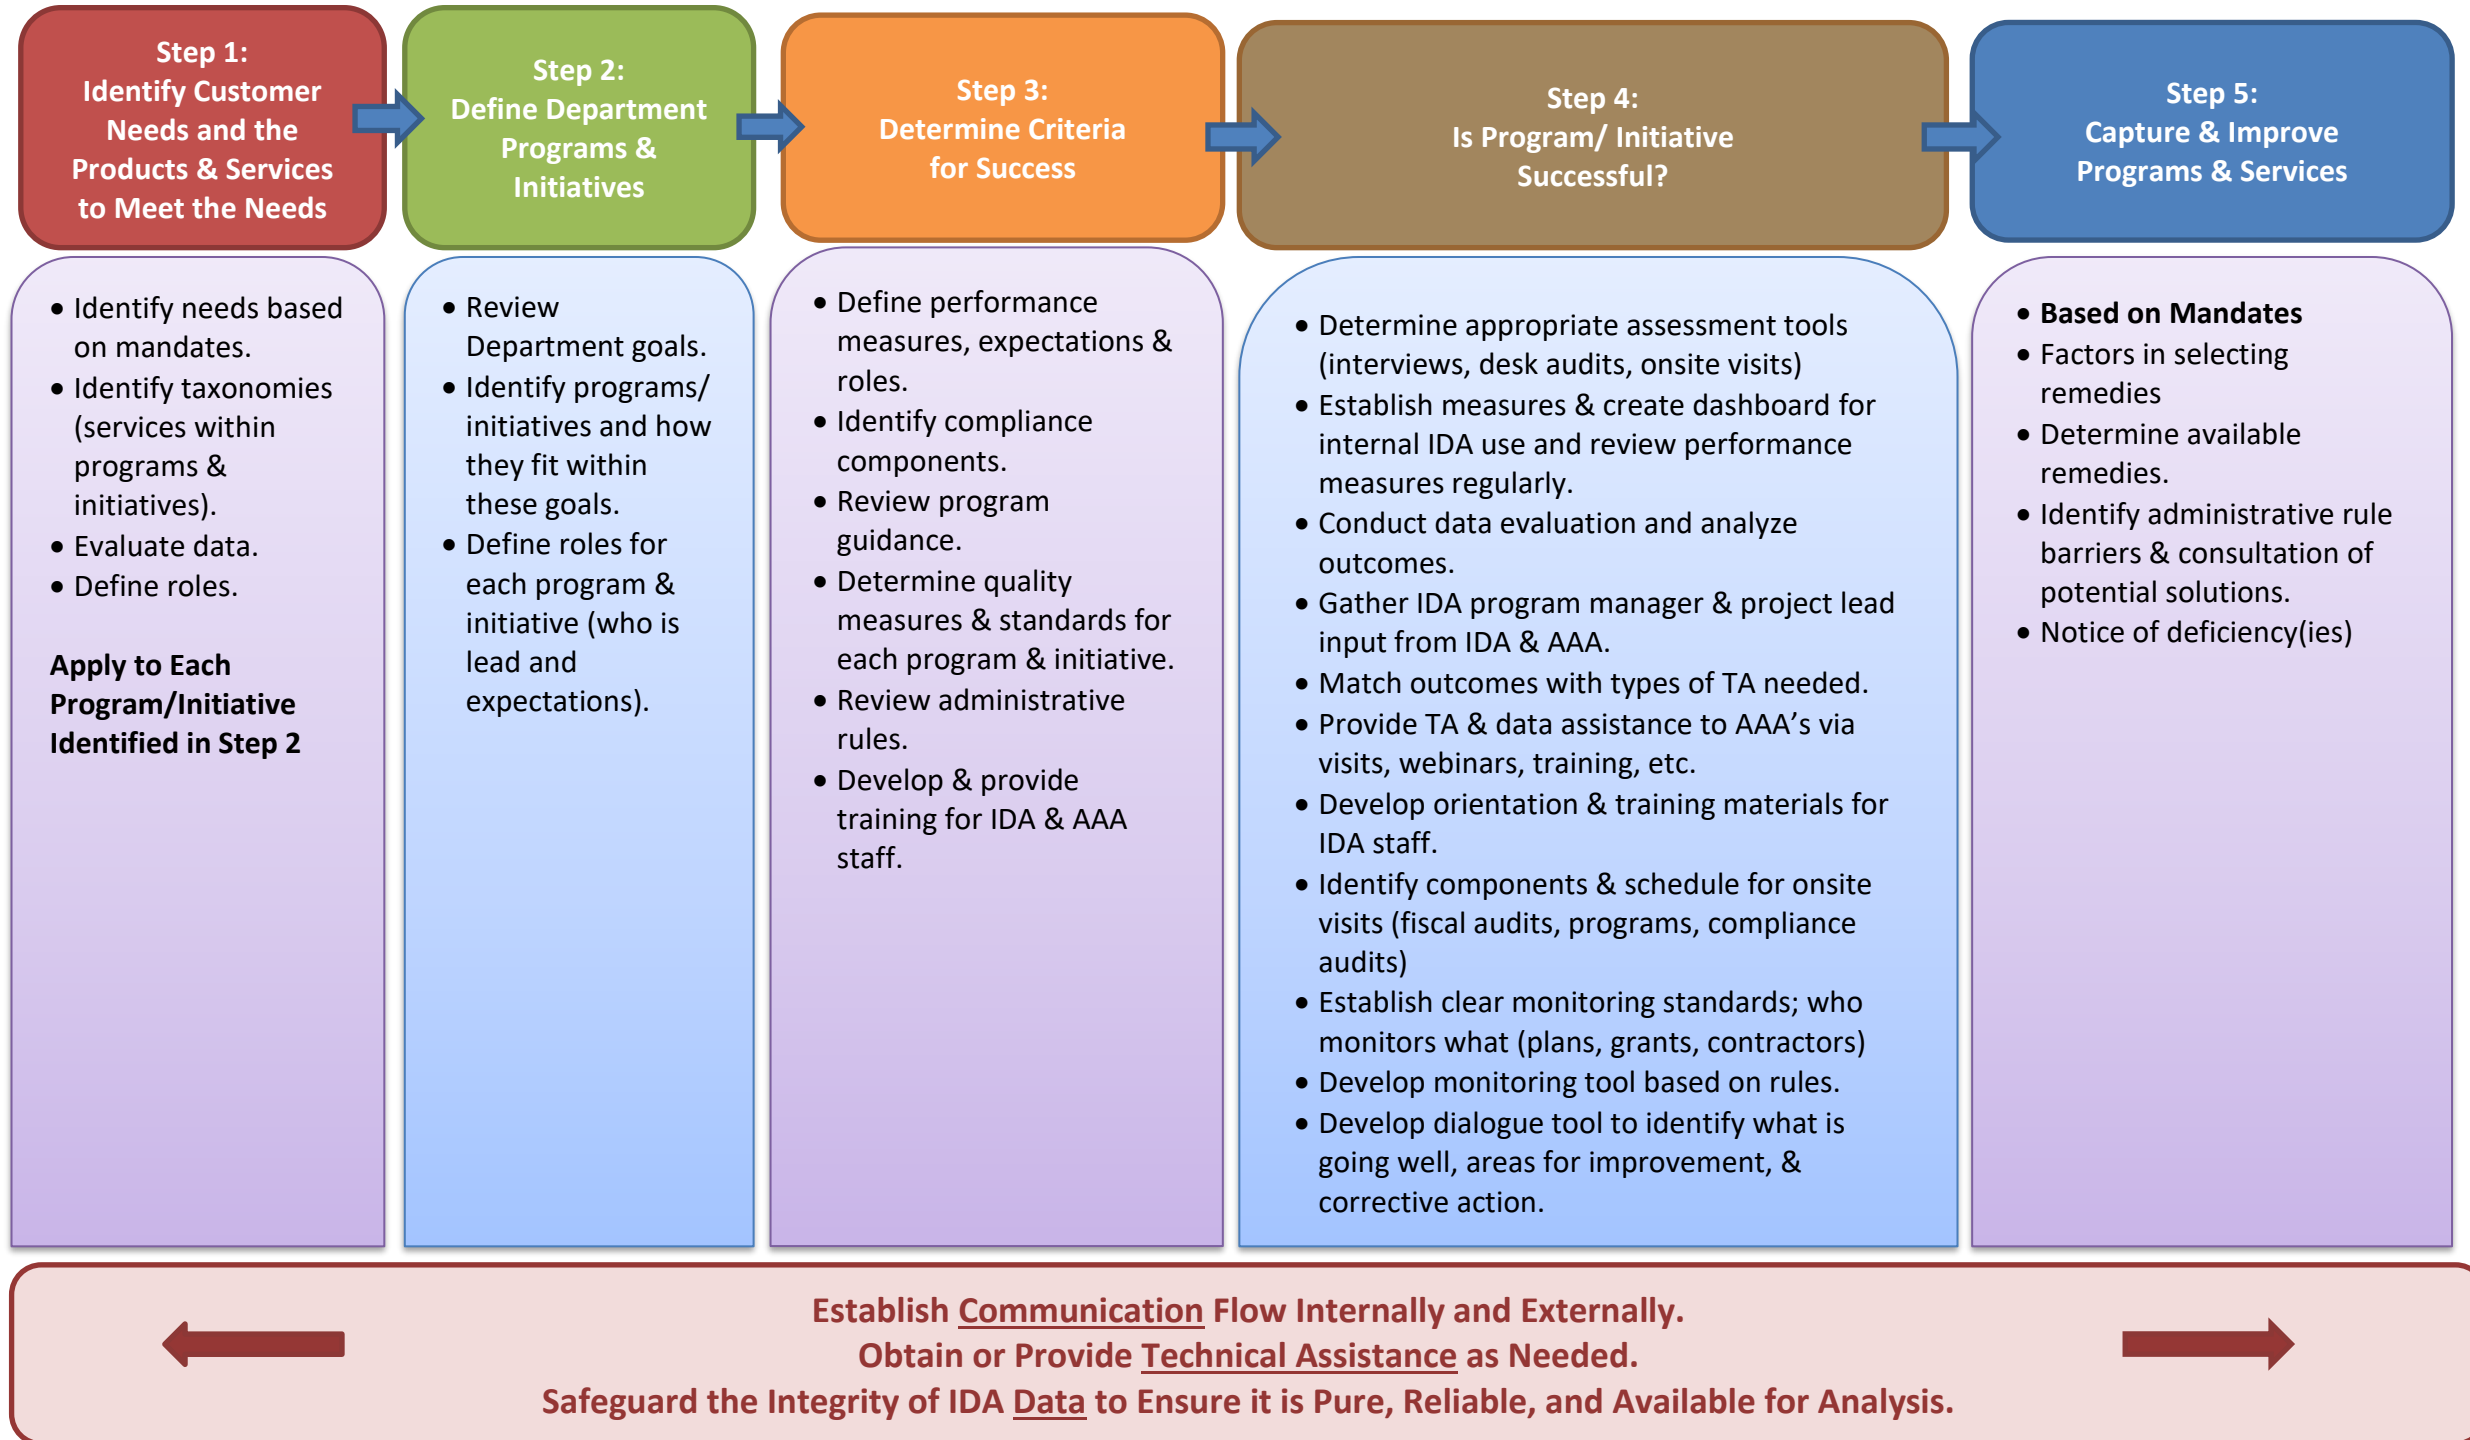 Step 1:
Identify Customer
Needs and the
Products & Services
to Meet the Needs
Step 2:
Define Department
Programs &
Initiatives
Step 3:
Determine Criteria
for Success
Step 4:
Is Program/ Initiative
Successful?
Step 5:
Capture & Improve
Programs & Services
• Identify needs based
on mandates.
• Identify taxonomies
(services within
programs &
initiatives).
• Evaluate data.
• Define roles.
Apply to Each
Program/Initiative
Identified in Step 2
• Review
Department goals.
• Identify programs/
initiatives and how
they fit within
these goals.
• Define roles for
each program &
initiative (who is
lead and
expectations).
• Define performance
measures, expectations &
roles.
• Identify compliance
components.
• Review program
guidance.
• Determine quality
measures & standards for
each program & initiative.
• Review administrative
rules.
• Develop & provide
training for IDA & AAA
staff.
• Determine appropriate assessment tools
(interviews, desk audits, onsite visits)
• Establish measures & create dashboard for
internal IDA use and review performance
measures regularly.
• Conduct data evaluation and analyze
outcomes.
• Gather IDA program manager & project lead
input from IDA & AAA.
• Match outcomes with types of TA needed.
• Provide TA & data assistance to AAA’s via
visits, webinars, training, etc.
• Develop orientation & training materials for
IDA staff.
• Identify components & schedule for onsite
visits (fiscal audits, programs, compliance
audits)
• Establish clear monitoring standards; who
monitors what (plans, grants, contractors)
• Develop monitoring tool based on rules.
• Develop dialogue tool to identify what is
going well, areas for improvement, &
corrective action.
• Based on Mandates
• Factors in selecting
remedies
• Determine available
remedies.
• Identify administrative rule
barriers & consultation of
potential solutions.
• Notice of deficiency(ies)
Establish Communication Flow Internally and Externally.
Obtain or Provide Technical Assistance as Needed.
Safeguard the Integrity of IDA Data to Ensure it is Pure, Reliable, and Available for Analysis.